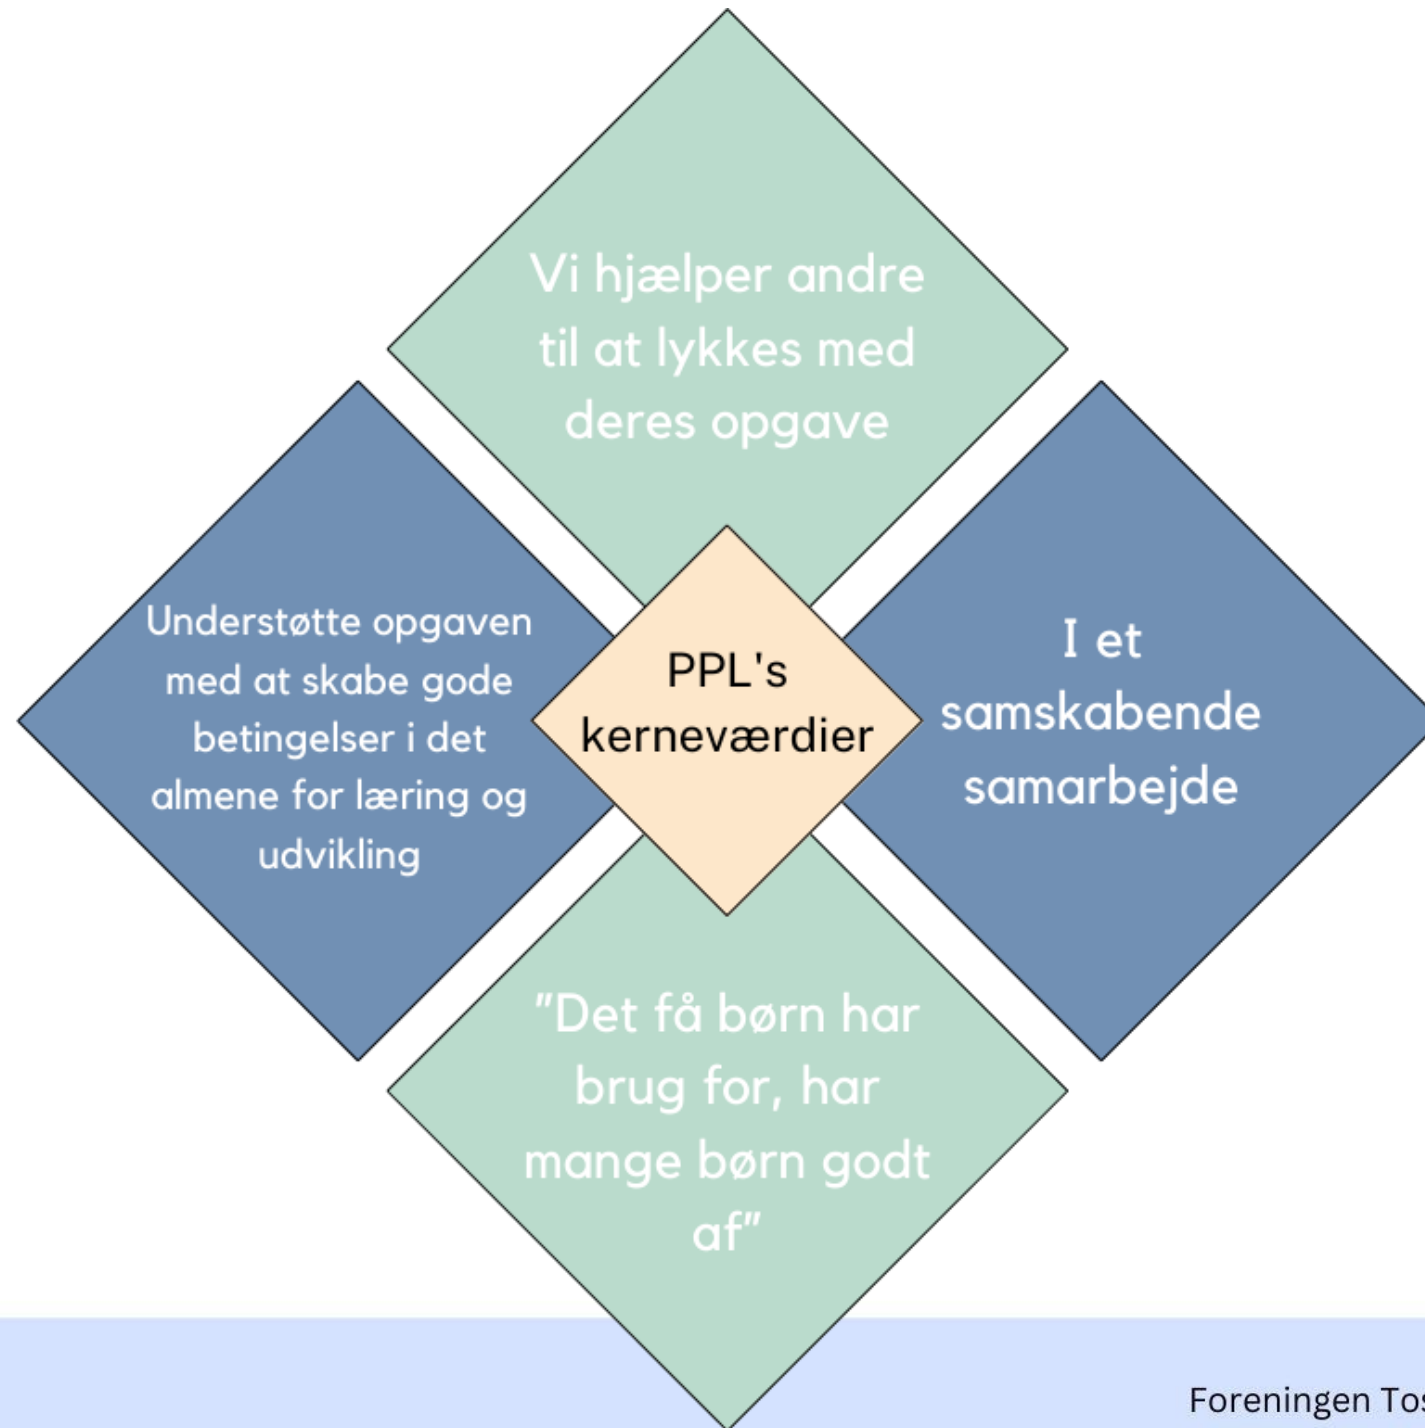 Vi hjælper andre
til at lykkes med
deres opgave
Understøtte opgaven
med at skabe gode
betingelser i det
almene for læring og
udvikling
PPL's
kerneværdier
I et
samskabende
samarbejde
"Det få børn har
brug for, har
mange børn godt
af"
Foreningen